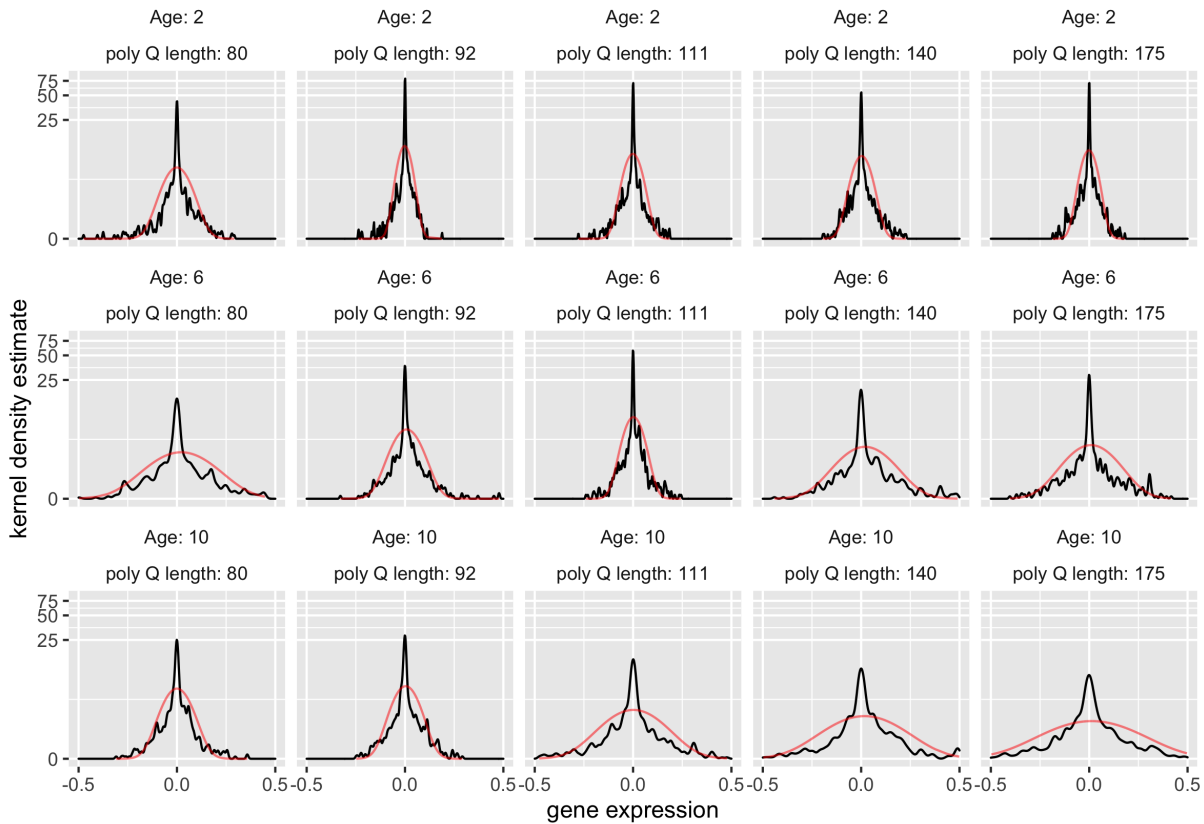 Age: 2 Age: 2 Age: 2 Age: 2 Age: 2
poly Q length: 80 poly Q length: 92 poly Q length: 111 poly Q length: 140 poly Q length: 175
75
50
25
0
Age: 6 Age: 6 Age: 6 Age: 6 Age: 6
poly Q length: 80 poly Q length: 92 poly Q length: 111 poly Q length: 140 poly Q length: 175
75
50
25
0
kernel density estimate
Age: 10 Age: 10 Age: 10 Age: 10 Age: 10
poly Q length: 80 poly Q length: 92 poly Q length: 111 poly Q length: 140 poly Q length: 175
75
50
25
0
-0.5 0.0 0.5 -0.5 0.0 0.5 -0.5 0.0 0.5 -0.5 0.0 0.5 -0.5 0.0 0.5
gene expression